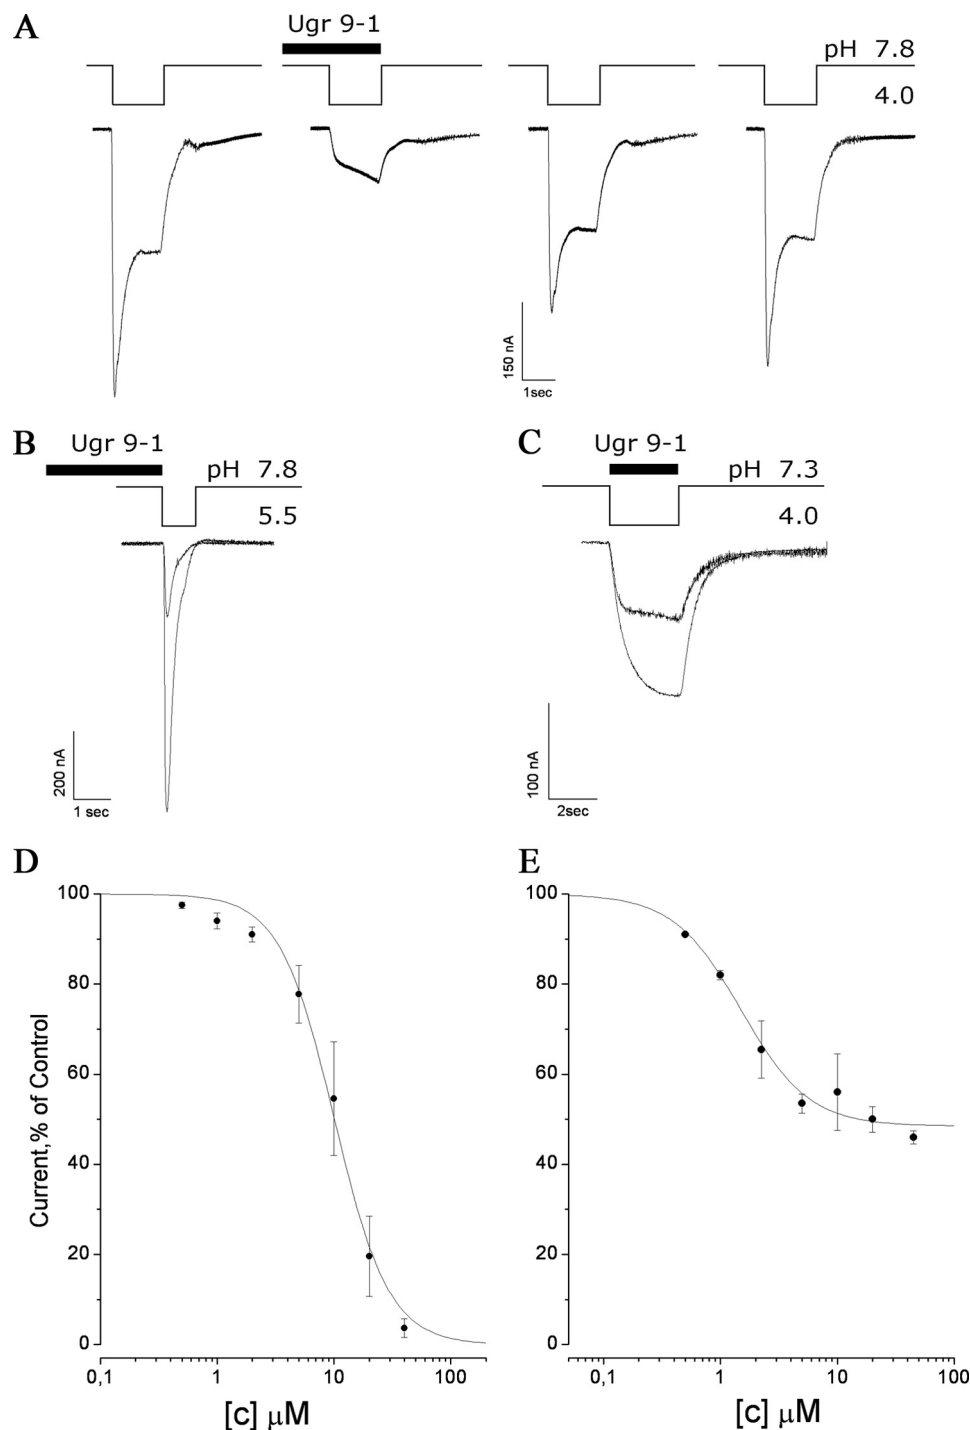 A
Ugr 9-1
pH 7.8
4.0
150 nA
1sec
B
Ugr 9-1
pH 7.8
5.5
200 nA
1 sec
C
Ugr 9-1
pH 7.3
4.0
100 nA
2sec
D
Current,% of Control
100
80
60
40
20
0
0,1
1
10
100
[c] μM
E
100
80
60
40
20
0
0,1
1
10
100
[c] μM